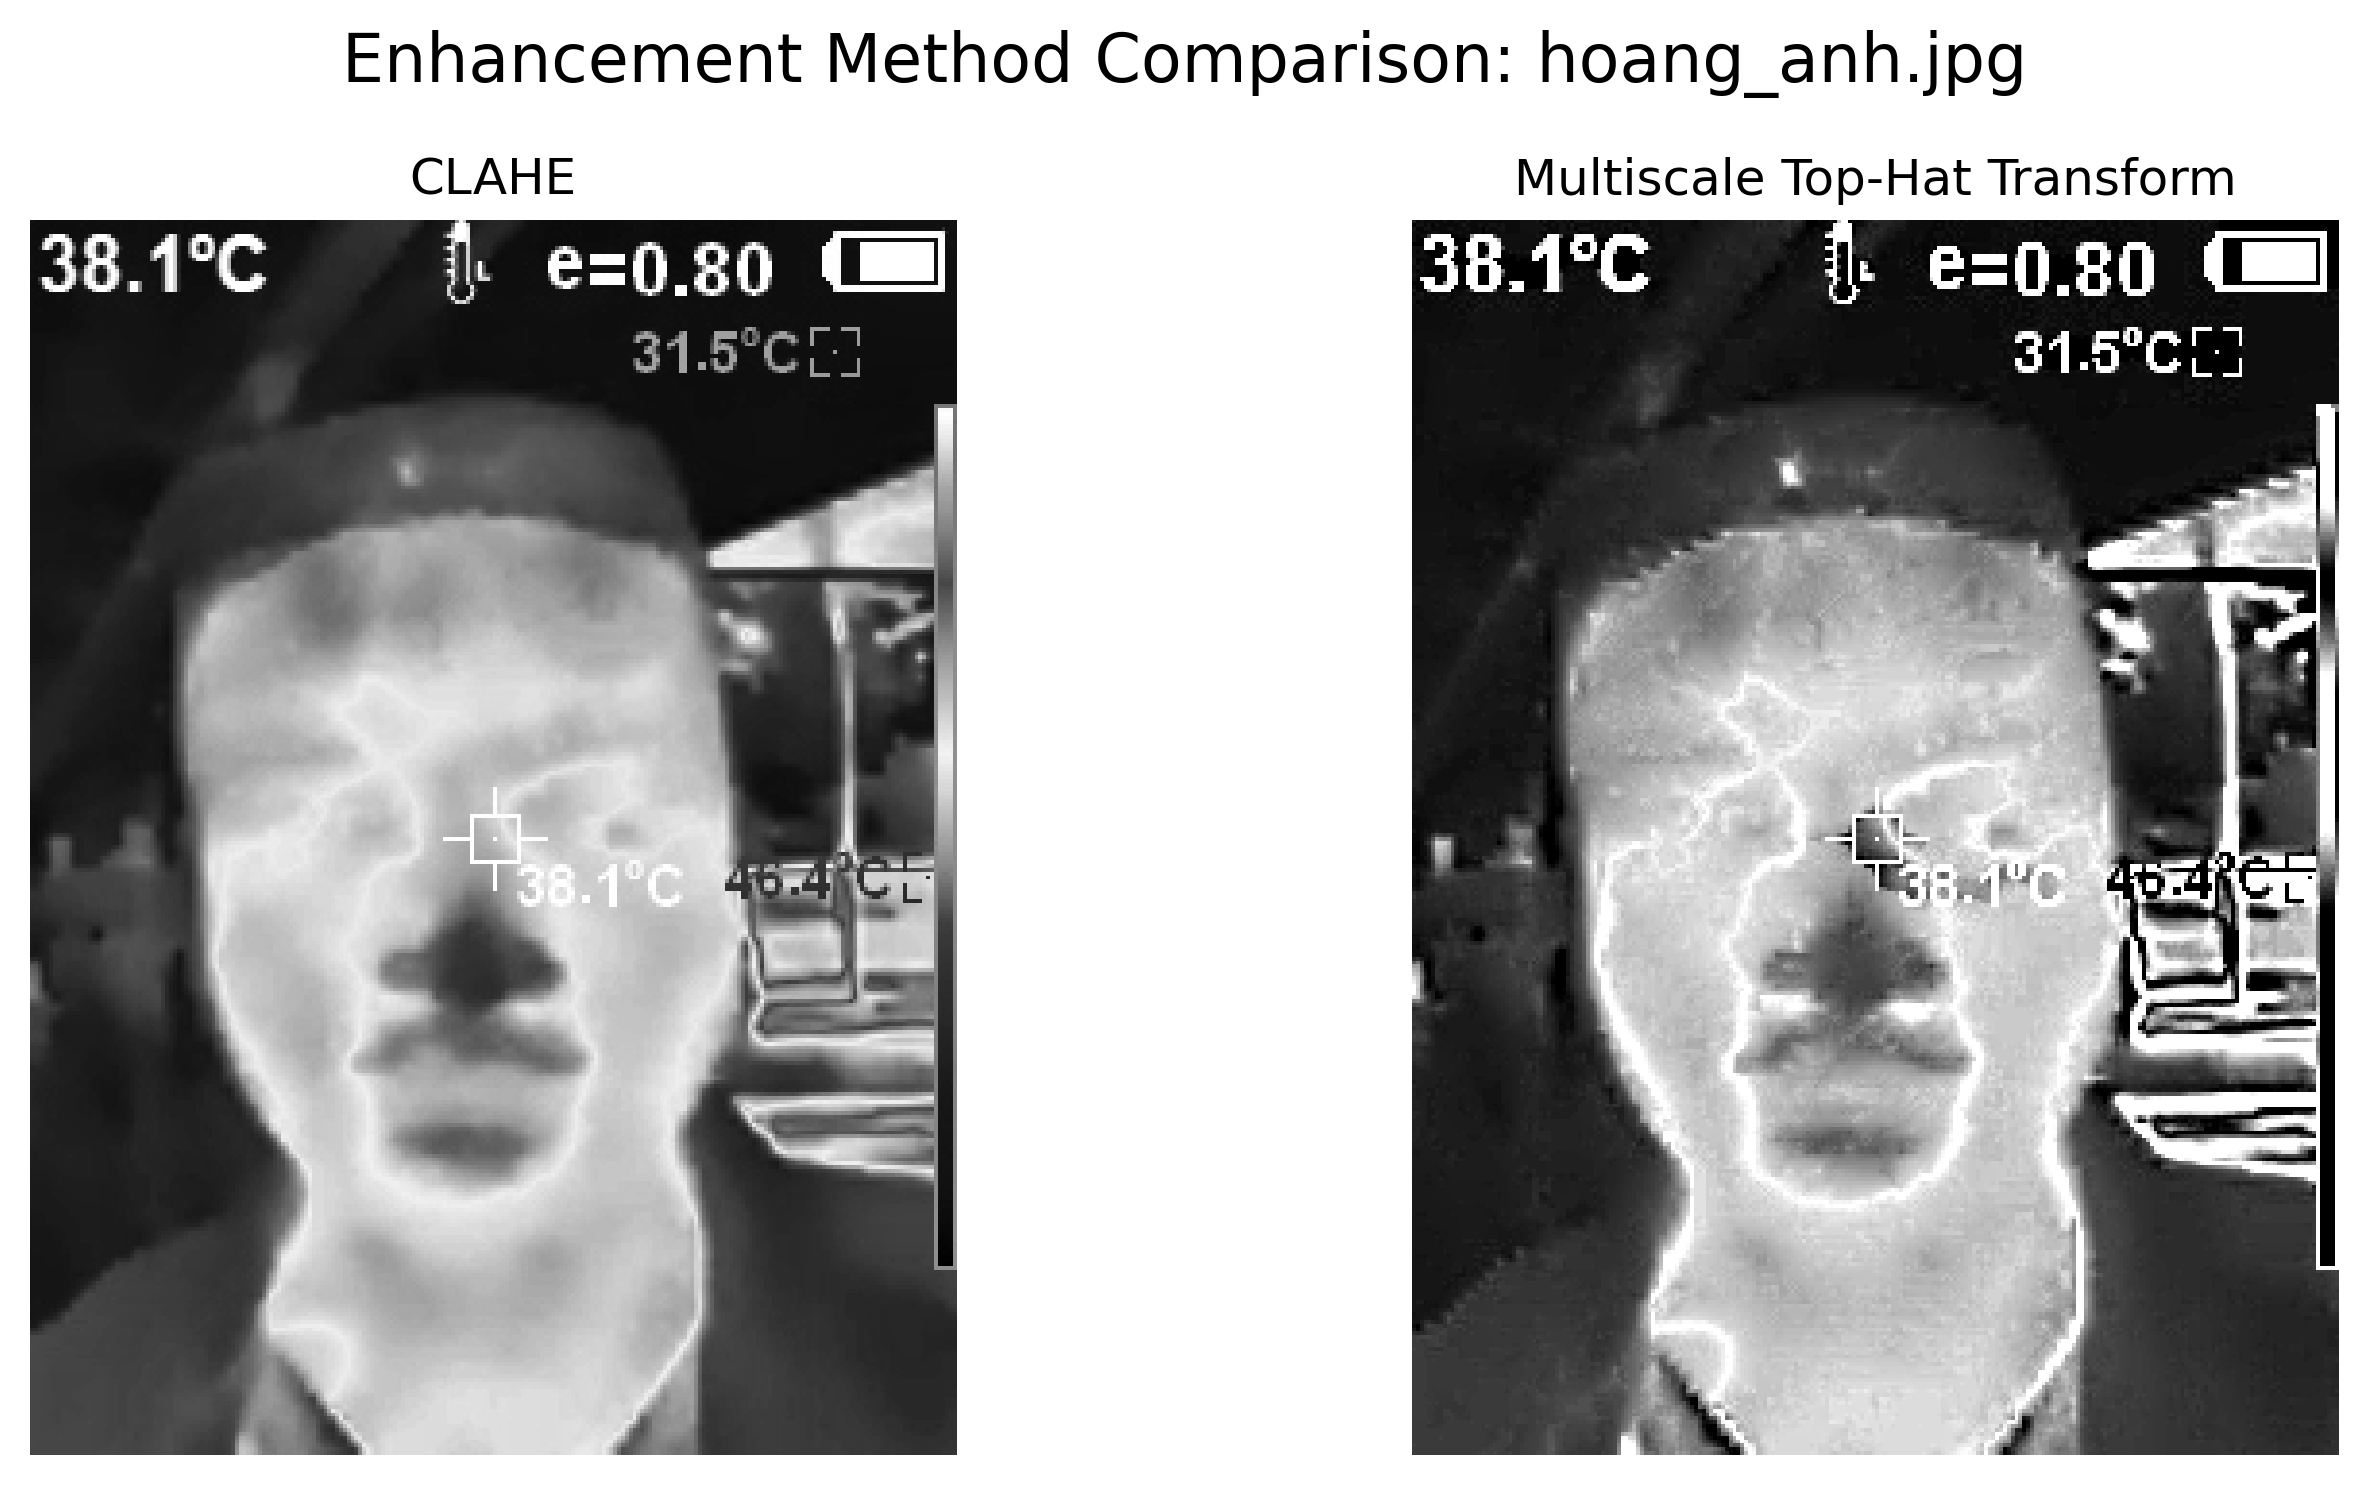 Enhancement Method Comparison: hoang_anh.jpg
CLAHE
38.1°C e=0.80
31.5°C
38.1°C
46.4°C
Multiscale Top-Hat Transform
38.1°C e=0.80
31.5°C
38.1°C
46.4°C